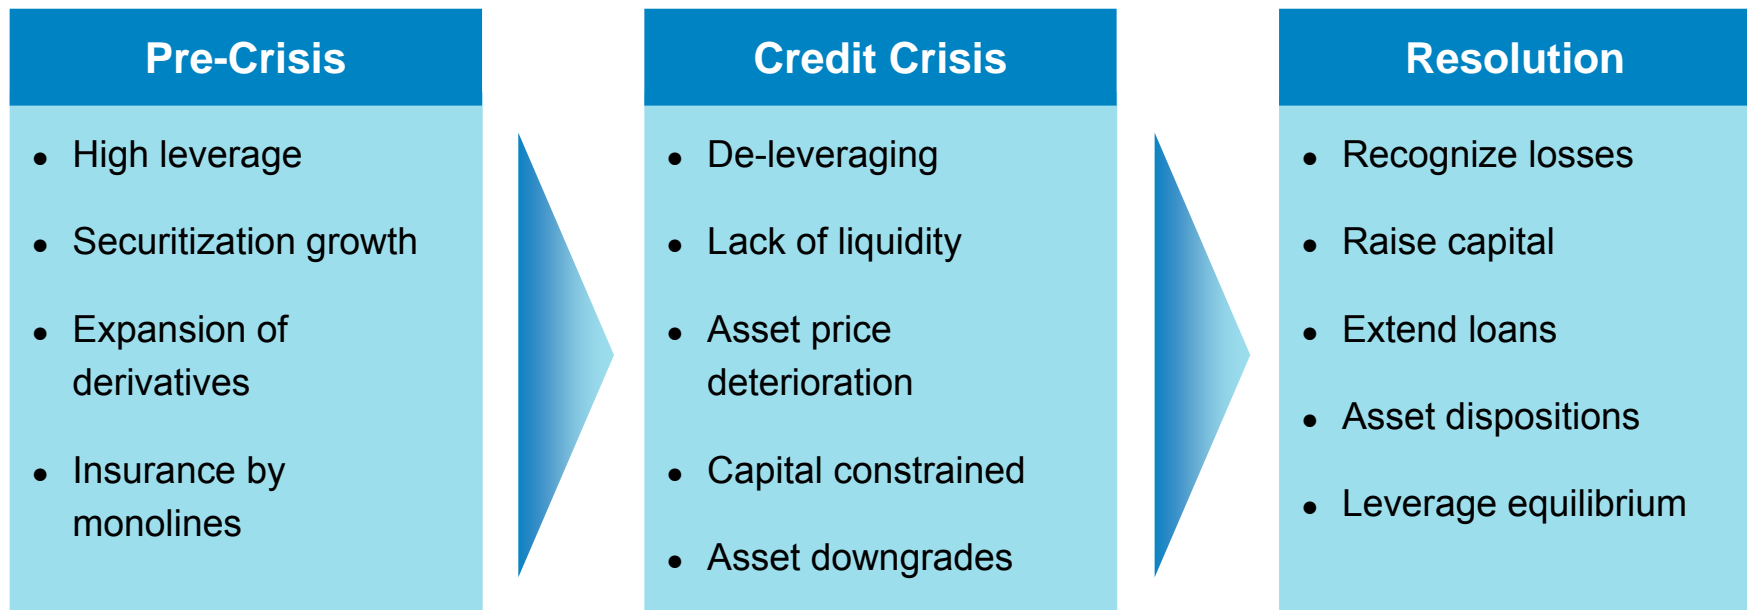 Pre-Crisis
• High leverage
• Securitization growth
• Expansion of
derivatives
• Insurance by
monolines
Credit Crisis
• De-leveraging
• Lack of liquidity
• Asset price
deterioration
• Capital constrained
• Asset downgrades
Resolution
• Recognize losses
• Raise capital
• Extend loans
• Asset dispositions
• Leverage equilibrium